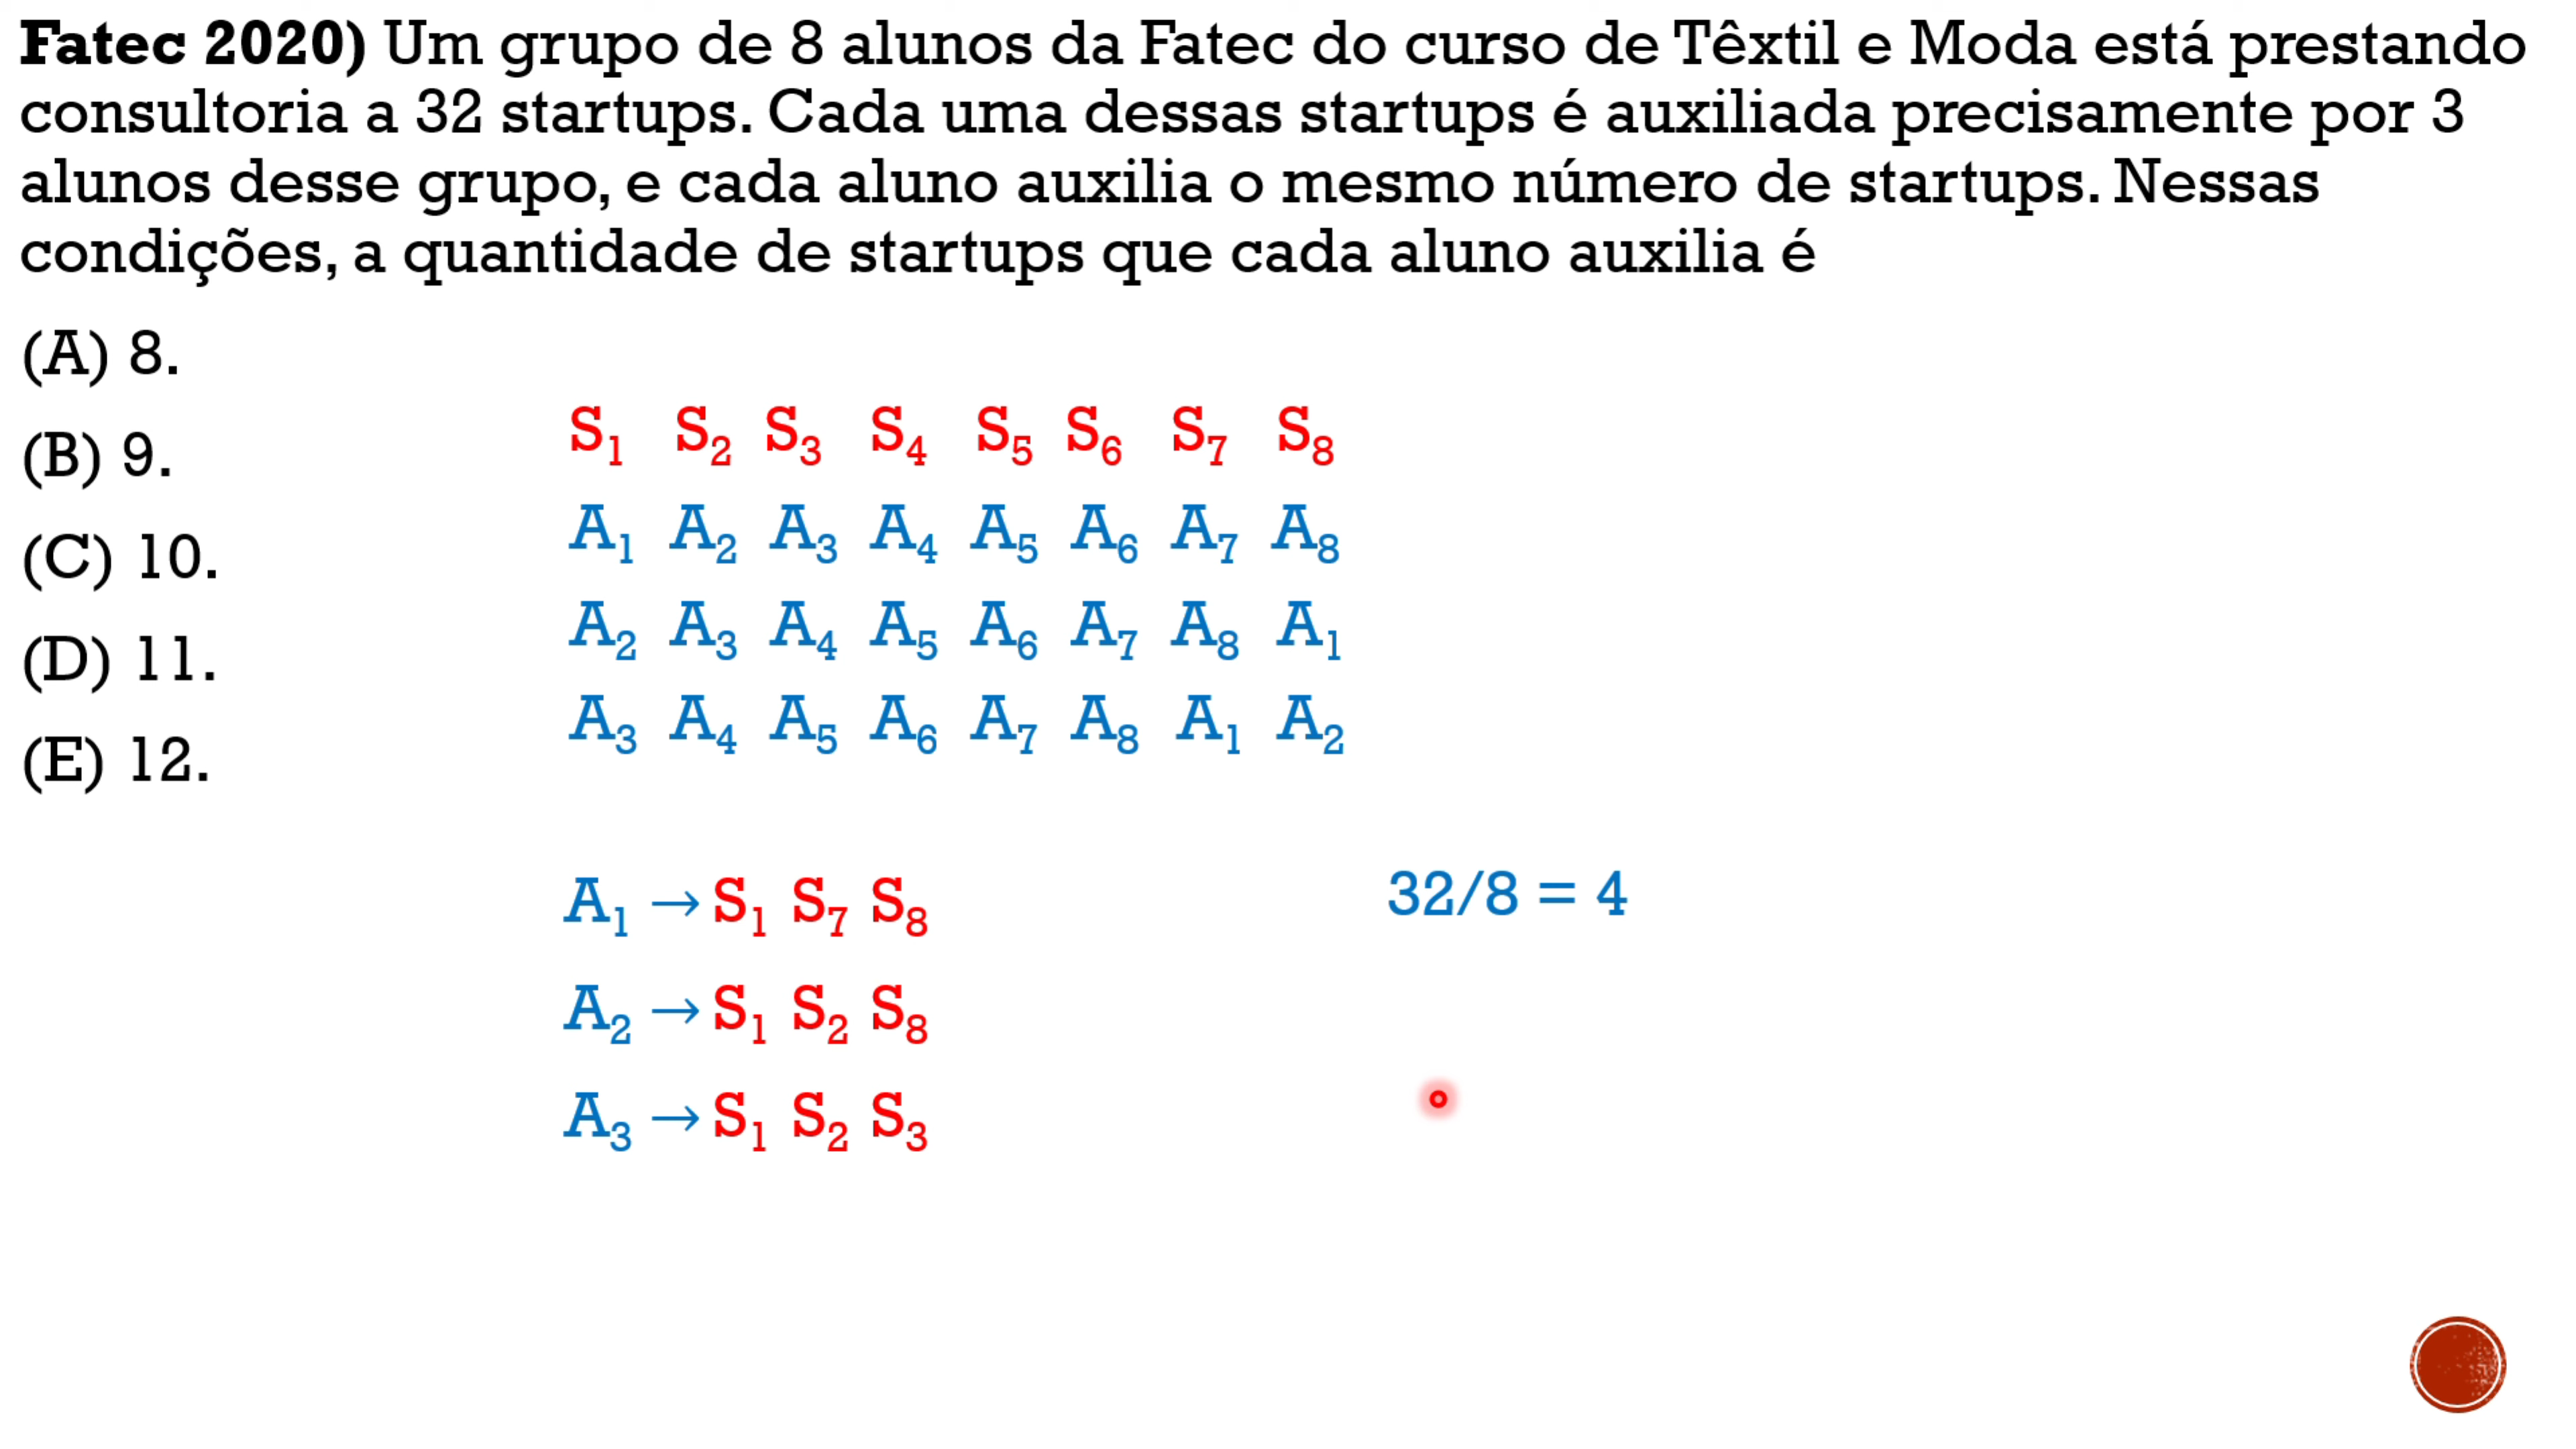 Fatec 2020) Um grupo de 8 alunos da Fatec do curso de Têxtil e Moda está prestando
consultoria a 32 startups. Cada uma dessas startups é auxiliada precisamente por 3
alunos desse grupo, e cada aluno auxilia o mesmo número de startups. Nessas
condições, a quantidade de startups que cada aluno auxilia é
(A) 8.
(B) 9.
(C) 10.
(D) 11.
(E) 12.
S₁ S₂ S₃ S₄ S₅ S₆ S₇ S₈
A₁ A₂ A₃ A₄ A₅ A₆ A₇ A₈
A₂ A₃ A₄ A₅ A₆ A₇ A₈ A₁
A₃ A₄ A₅ A₆ A₇ A₈ A₁ A₂
A₁ → S₁ S₇ S₈
A₂ → S₁ S₂ S₈
A₃ → S₁ S₂ S₃
32/8 = 4